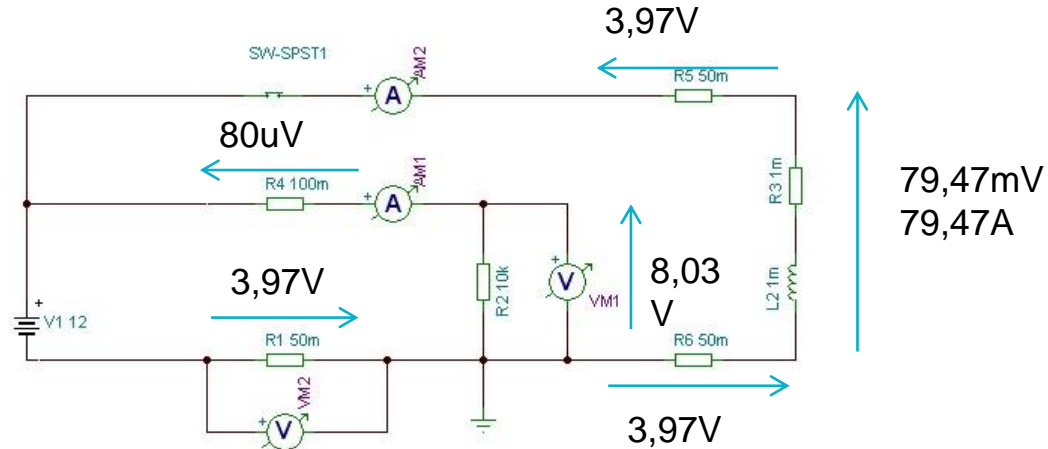 3,97V
SW-SPST1
+
A
AM2
R5 50m
80uV
R4 100m
+
A
AM1
R3 1m
79,47mV
79,47A
3,97V
R2 10k
+
V
VM1
8,03
V
L2 1m
+
V1 12
R1 50m
R6 50m
+
V
VM2
3,97V